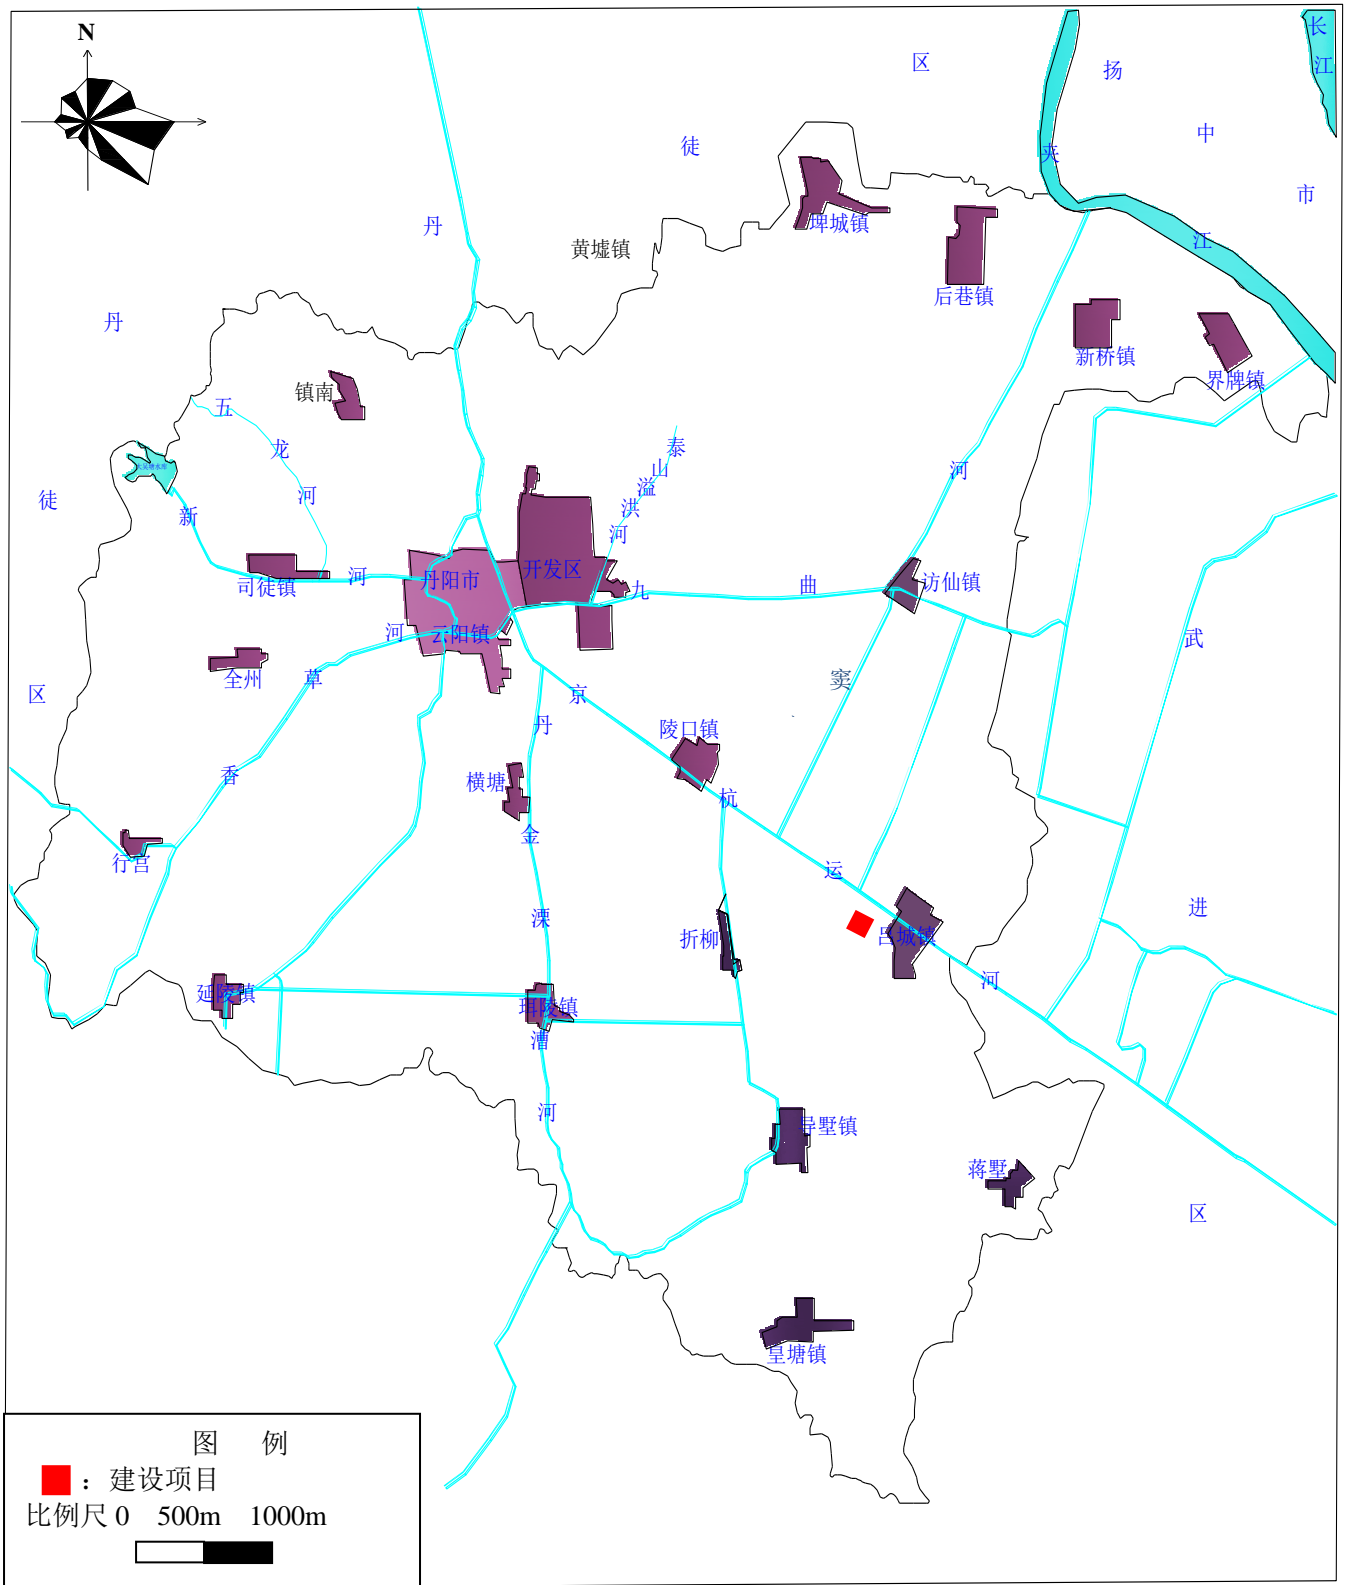 N
长
江
区
扬
中
市
徒
夹
江
丹
黄墟镇
埤城镇
后巷镇
丹
新桥镇
界牌镇
镇南
五
龙
河
泰
山
溢
洪
河
河
徒
新
河
司徒镇
丹阳市
开发区
九
曲
访仙镇
河
云阳镇
武
全州
草
窦
区
京
丹
陵口镇
香
横塘
杭
金
行宫
运
溧
折柳
吕城镇
进
延陵镇
珥陵镇
河
漕
河
导墅镇
蒋墅
区
皇塘镇
图 例
：建设项目
比例尺 0 500m 1000m